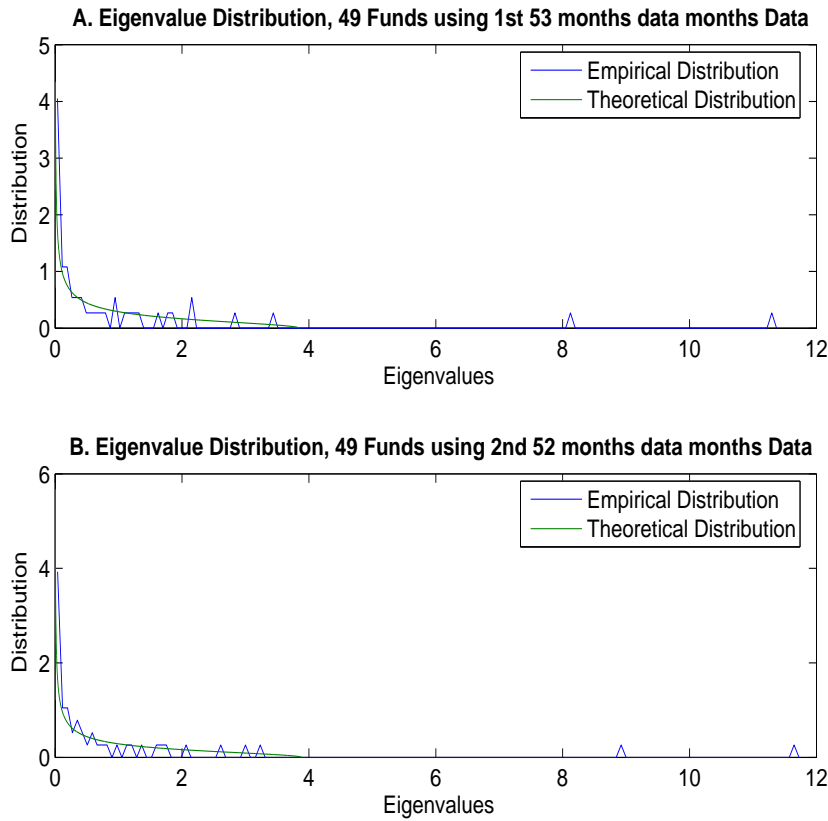 A. Eigenvalue Distribution, 49 Funds using 1st 53 months data months Data
5
4
3
2
1
0
Distribution
Empirical Distribution
Theoretical Distribution
0 2 4 6 8 10 12
Eigenvalues
B. Eigenvalue Distribution, 49 Funds using 2nd 52 months data months Data
6
4
2
0
Distribution
Empirical Distribution
Theoretical Distribution
0 2 4 6 8 10 12
Eigenvalues